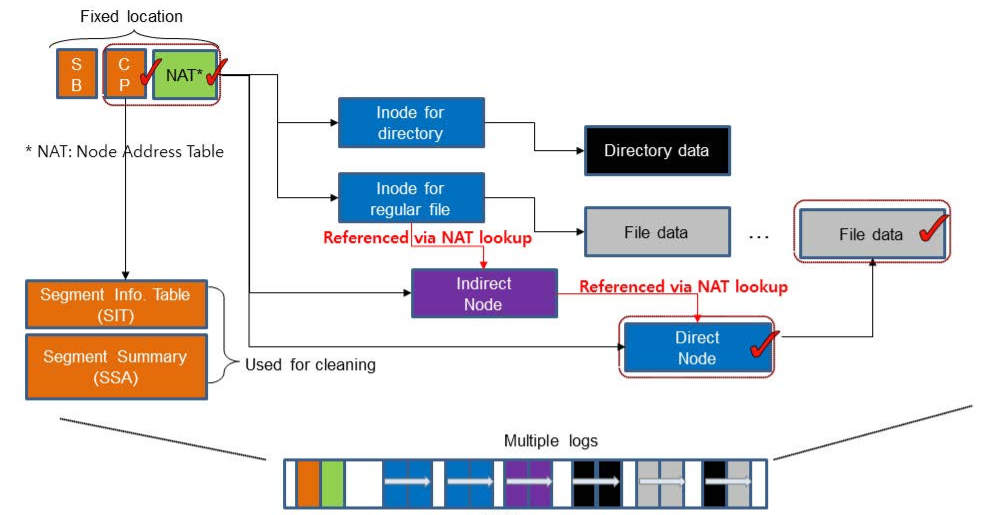 Fixed location
S
B
C
P
NAT*
* NAT: Node Address Table
Inode for
directory
Directory data
Inode for
regular file
File data
...
File data
Referenced via NAT lookup
Indirect
Node
Referenced via NAT lookup
Direct
Node
Segment Info. Table
(SIT)
Segment Summary
(SSA)
Used for cleaning
Multiple logs